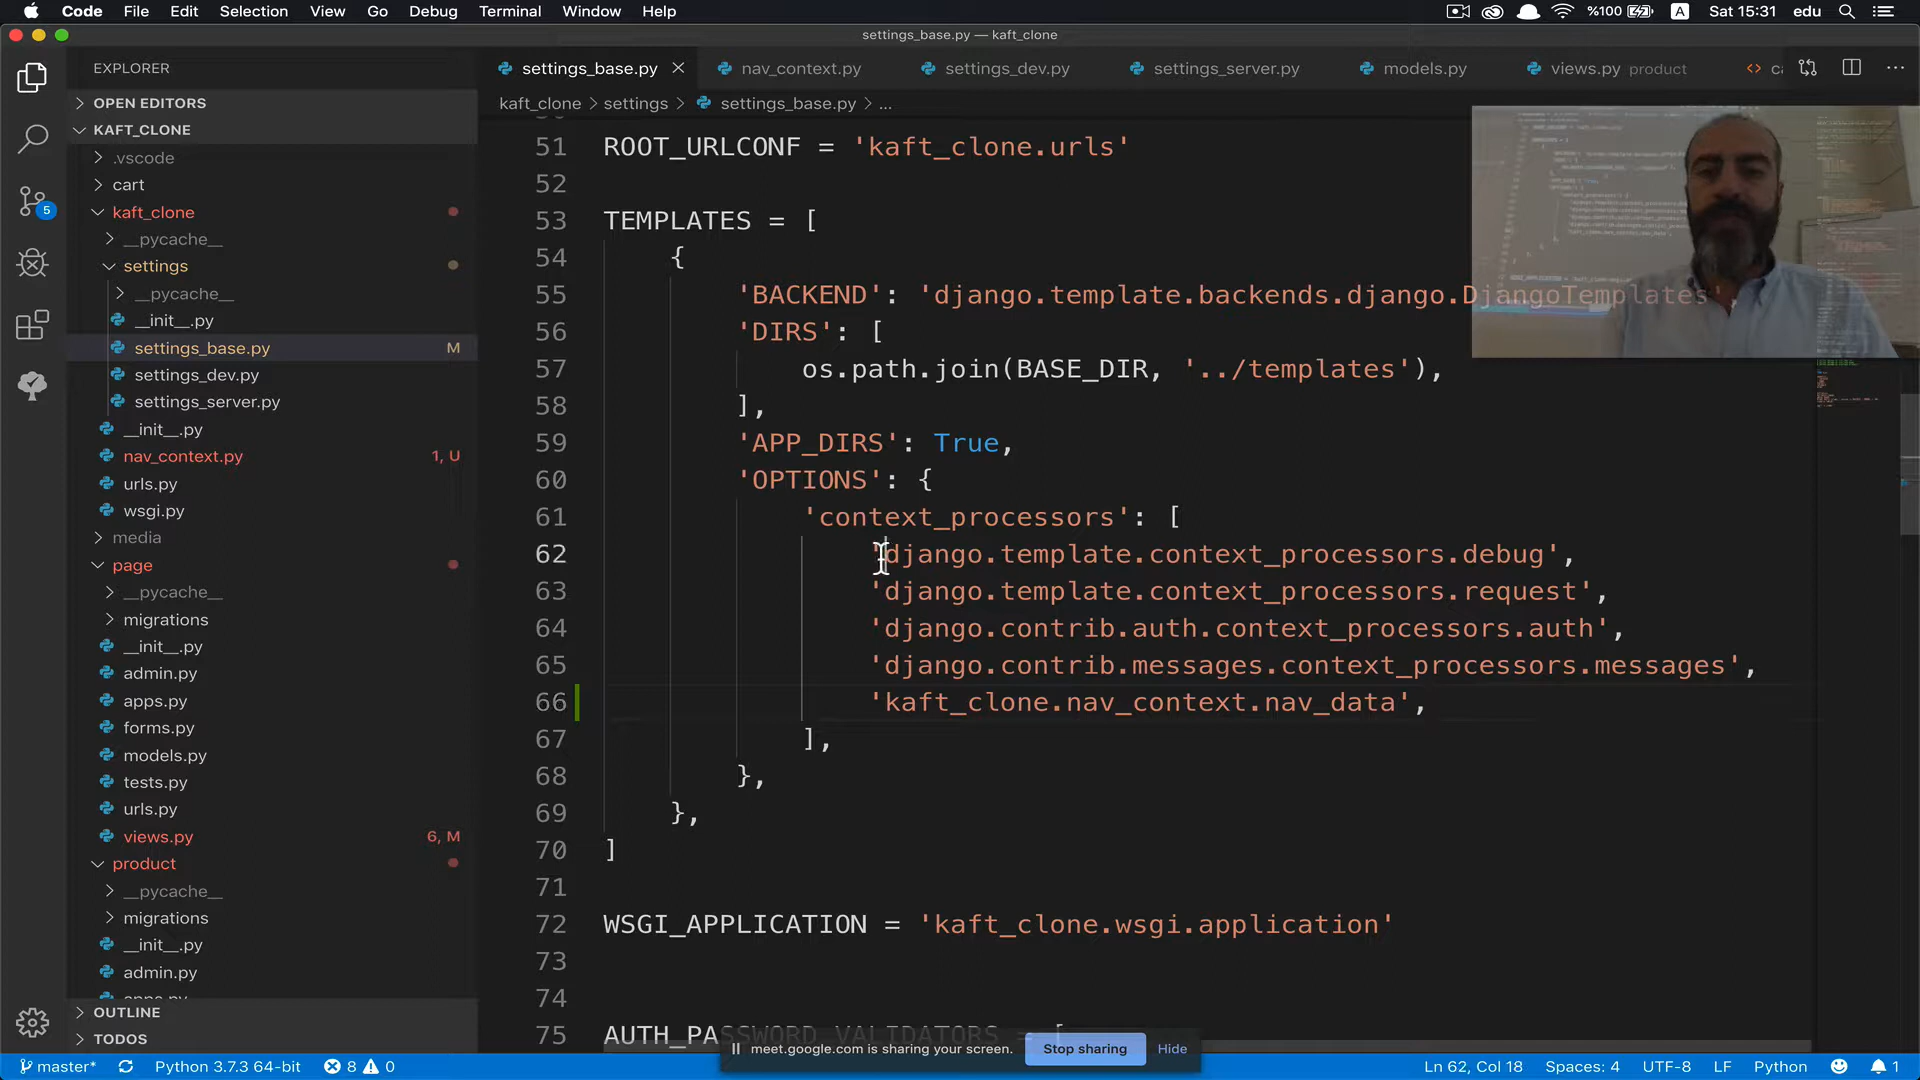 Code File Edit Selection View Go Debug Terminal Window Help
%100 A Sat 15:31 edu
settings_base.py — kaft_clone
EXPLORER
OPEN EDITORS
KAFT_CLONE
.vscode
cart
kaft_clone
__pycache__
settings
__pycache__
__init__.py
settings_base.py M
settings_dev.py
settings_server.py
__init__.py
nav_context.py 1, U
urls.py
wsgi.py
media
page
__pycache__
migrations
__init__.py
admin.py
apps.py
forms.py
models.py
tests.py
urls.py
views.py 6, M
product
__pycache__
migrations
__init__.py
admin.py
apps.py
OUTLINE
TODOS
5
settings_base.py nav_context.py settings_dev.py settings_server.py models.py views.py product
kaft_clone > settings > settings_base.py > ...
51 ROOT_URLCONF = 'kaft_clone.urls'
52
53 TEMPLATES = [
54 {
55 'BACKEND': 'django.template.backends.django.DjangoTemplates',
56 'DIRS': [
57 os.path.join(BASE_DIR, '../templates'),
58 ],
59 'APP_DIRS': True,
60 'OPTIONS': {
61 'context_processors': [
62 'django.template.context_processors.debug',
63 'django.template.context_processors.request',
64 'django.contrib.auth.context_processors.auth',
65 'django.contrib.messages.context_processors.messages',
66 'kaft_clone.nav_context.nav_data',
67 ],
68 },
69 },
70 ]
71
72 WSGI_APPLICATION = 'kaft_clone.wsgi.application'
73
74
75 AUTH_PASSWORD_VALIDATORS = [
meet.google.com is sharing your screen. Stop sharing Hide
master* Python 3.7.3 64-bit 8 0 Ln 62, Col 18 Spaces: 4 UTF-8 LF Python 1